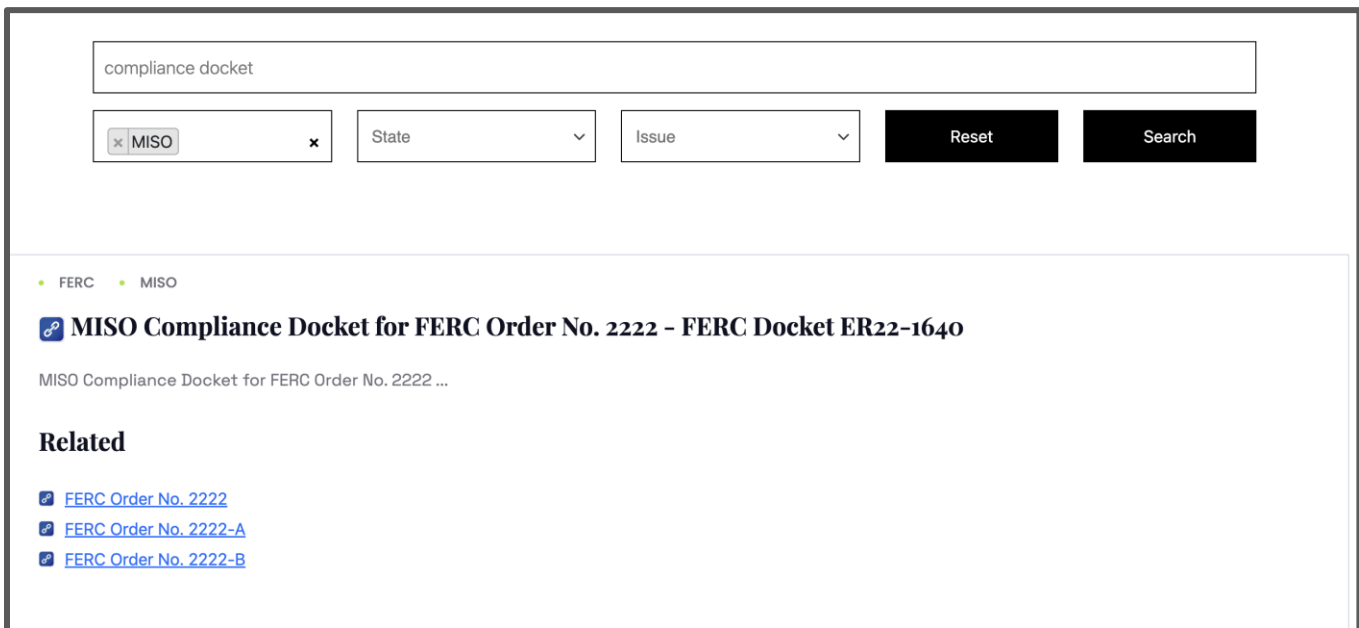 compliance docket
× MISO ×
State
Issue
Reset
Search
FERC
MISO
MISO Compliance Docket for FERC Order No. 2222 - FERC Docket ER22-1640
MISO Compliance Docket for FERC Order No. 2222 ...
Related
FERC Order No. 2222
FERC Order No. 2222-A
FERC Order No. 2222-B